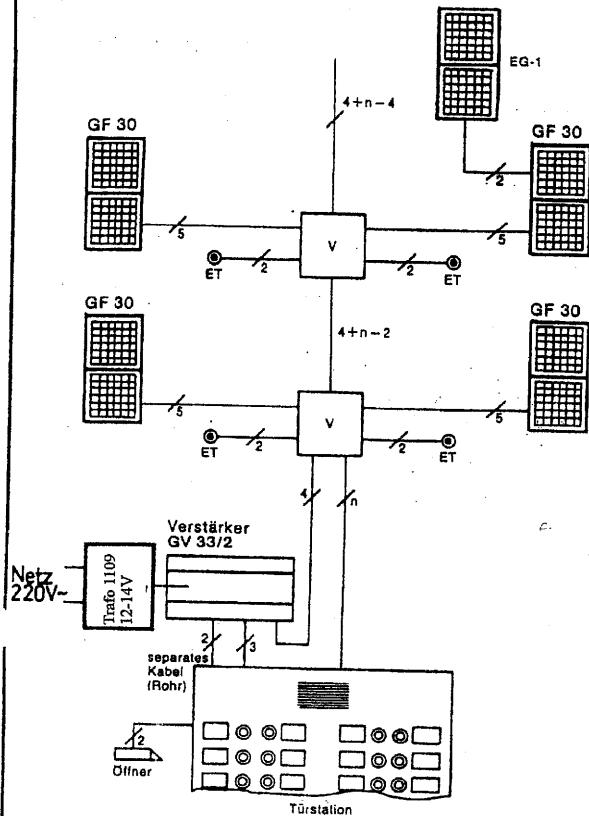 EG-1
4+n-4
GF 30
GF 30
2
5
V
5
2
2
ET
ET
GF 30
GF 30
4+n-2
5
V
5
2
2
ET
ET
4
n
Verstärker
GV 33/2
Netz
220V~
Trafo 1109
12-14V
2
3
separates
Kabel
(Rohr)
2
Öffner
Türstation